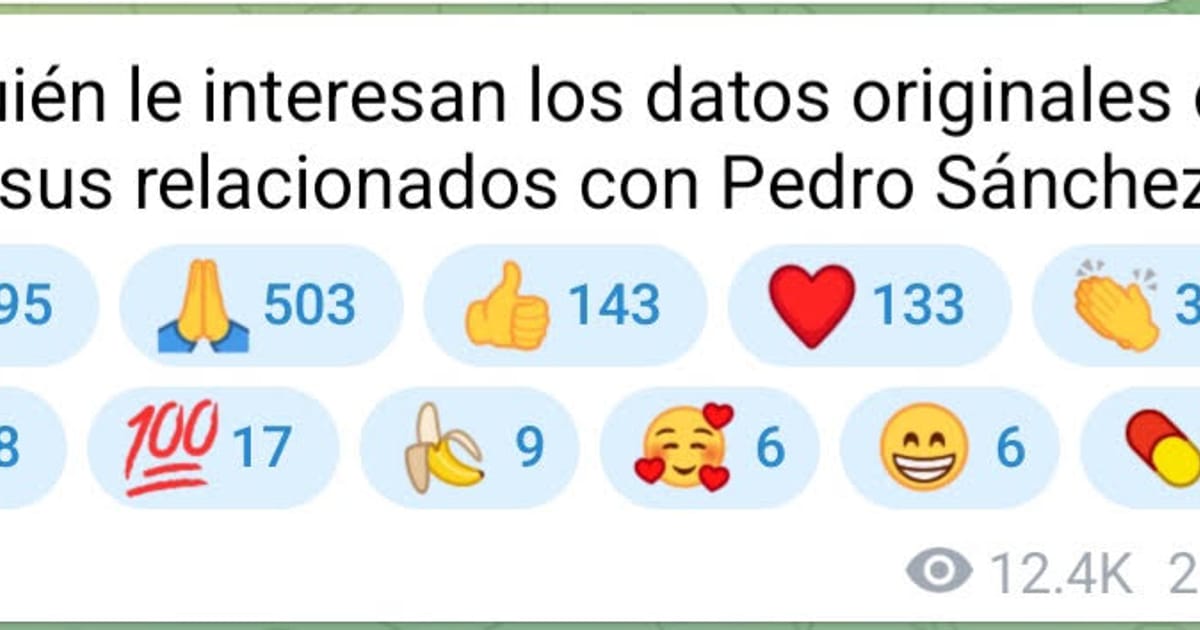 uién le interesan los datos originales
sus relacionados con Pedro Sánchez
95 503 143 133 3
8 100 17 9 6 6
12.4K 2